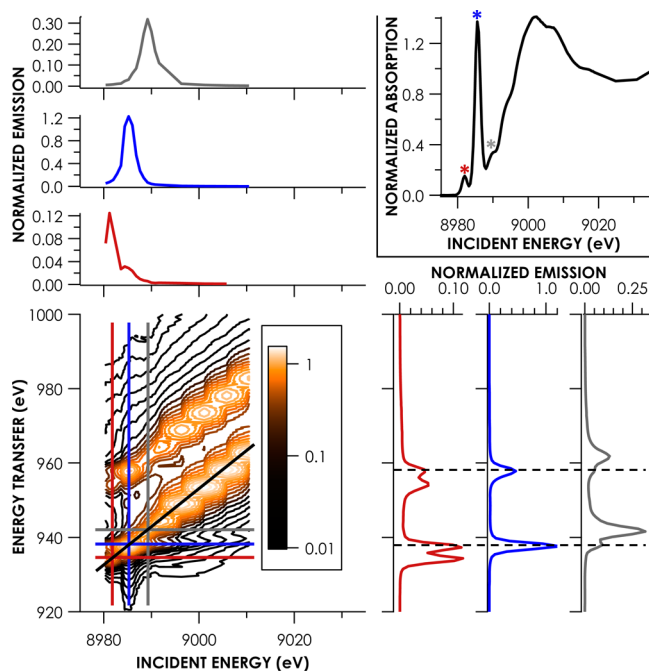 NORMALIZED EMISSION
0.30
0.20
0.10
0.00
1.2
0.8
0.4
0.0
0.12
0.08
0.04
0.00
NORMALIZED ABSORPTION
1.2
0.8
0.4
0.0
* * *
8980 9000 9020
INCIDENT ENERGY (eV)
NORMALIZED EMISSION
0.00 0.10 0.0 1.0 0.00 0.25
ENERGY TRANSFER (eV)
1000
980
960
940
920
1
0.1
0.01
8980 9000 9020
INCIDENT ENERGY (eV)